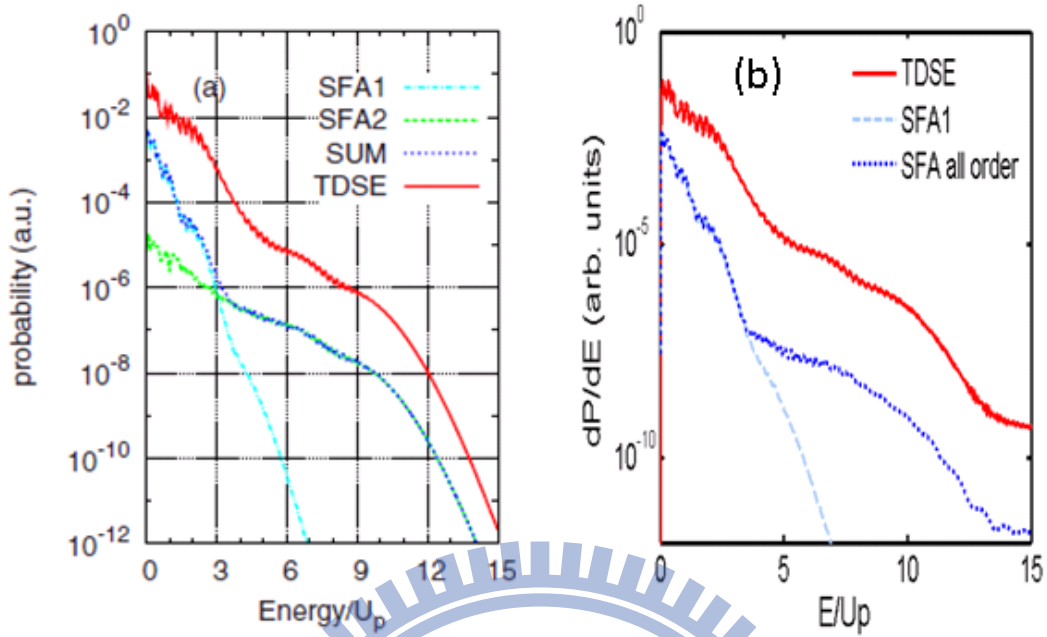 10^0
10^-2
10^-4
10^-6
10^-8
10^-10
10^-12
probability (a.u.)
(a)
SFA1
SFA2
SUM
TDSE
0 3 6 9 12 15
Energy/U_p
10^0
10^-5
10^-10
dP/dE (arb. units)
(b)
TDSE
SFA1
SFA all order
0 5 10 15
E/Up